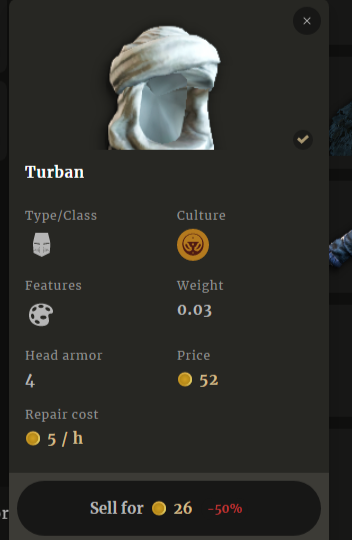 Turban
Type/Class Culture
Features Weight
0.03
Head armor Price
4 52
Repair cost
5 / h
or
Sell for 26 -50%